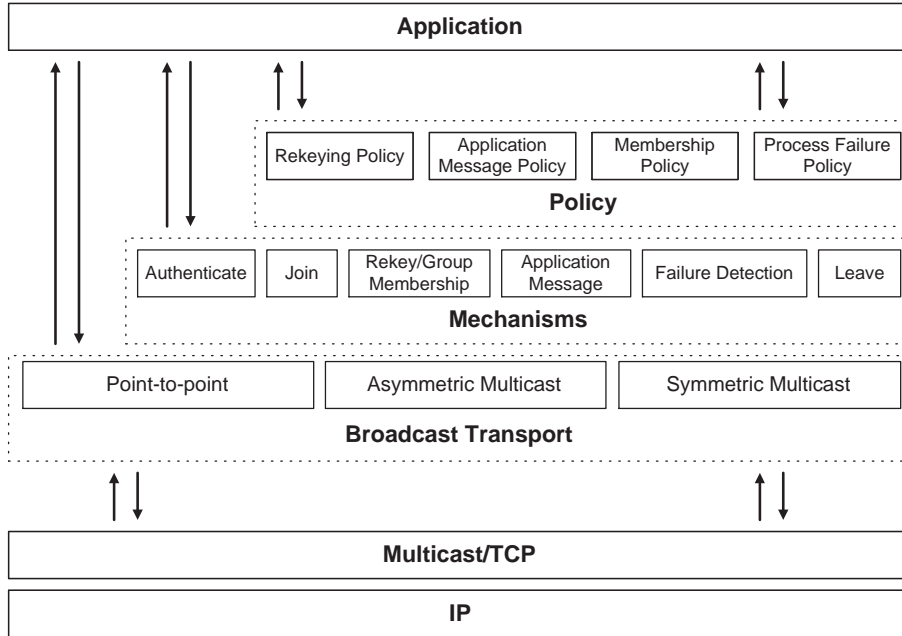 Application
Rekeying Policy
Application
Message Policy
Membership
Policy
Process Failure
Policy
Policy
Authenticate
Join
Rekey/Group
Membership
Application
Message
Failure Detection
Leave
Mechanisms
Point-to-point
Asymmetric Multicast
Symmetric Multicast
Broadcast Transport
Multicast/TCP
IP